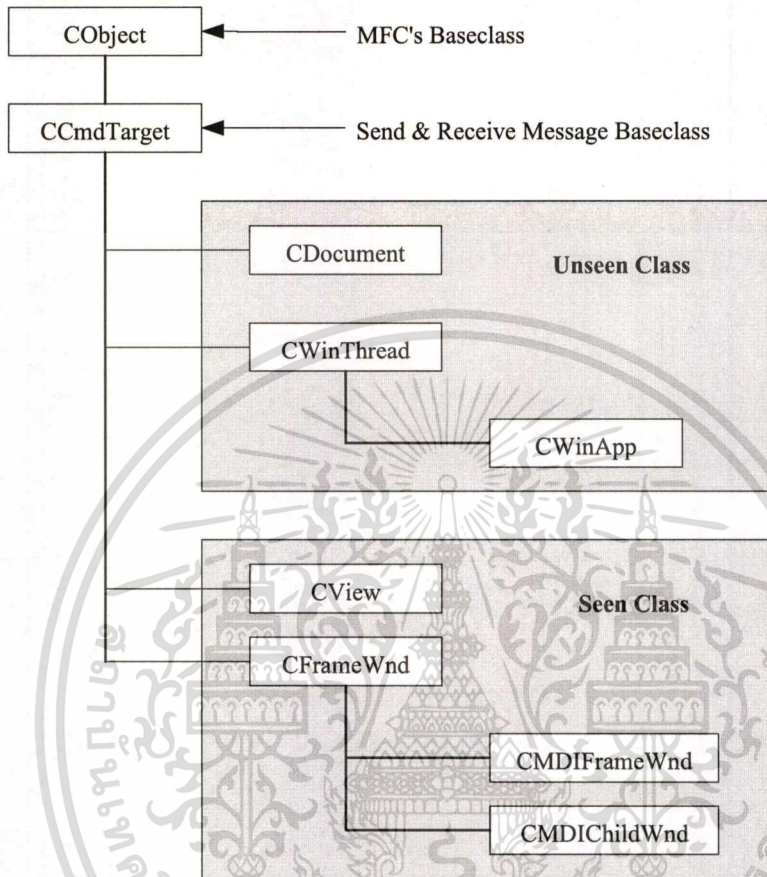 CObject
MFC's Baseclass
CCmdTarget
Send & Receive Message Baseclass
CDocument
Unseen Class
CWinThread
CWinApp
CView
Seen Class
CFrameWnd
CMDIFrameWnd
CMDIChildWnd